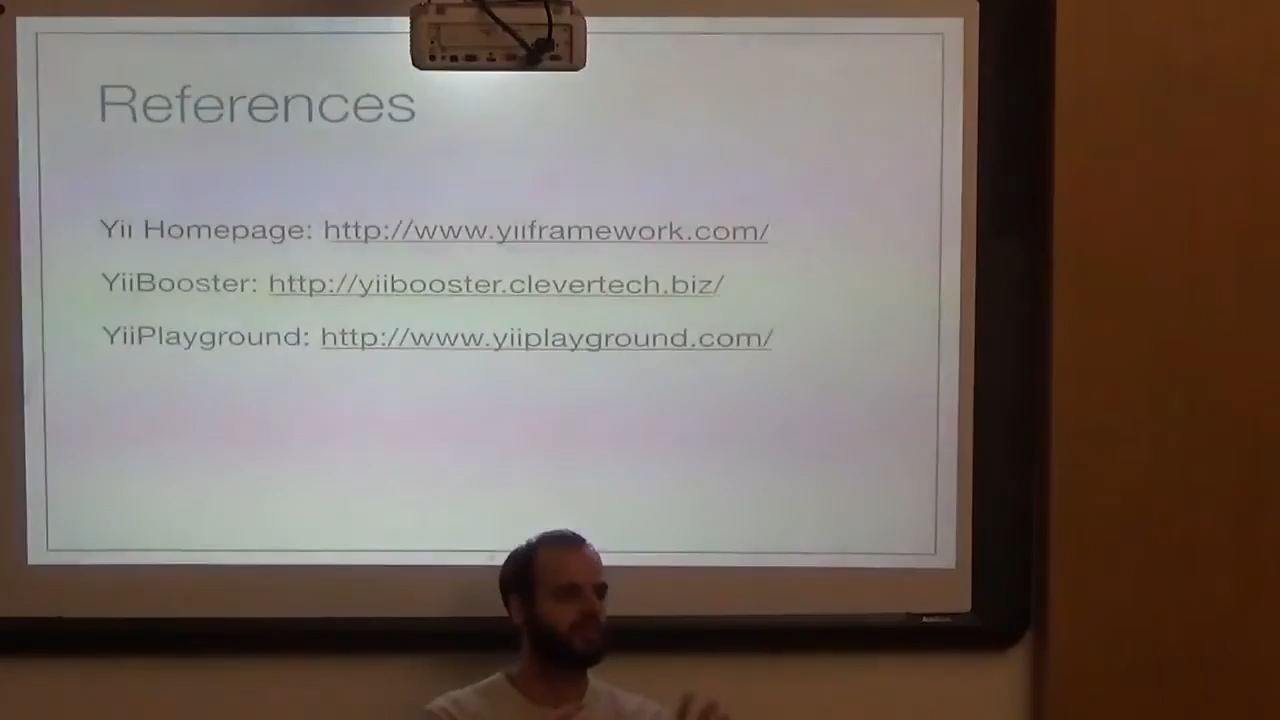 References
Yii Homepage: http://www.yiiframework.com/
YiiBooster: http://yiibooster.clevertech.biz/
YiiPlayground: http://www.yiiplayground.com/